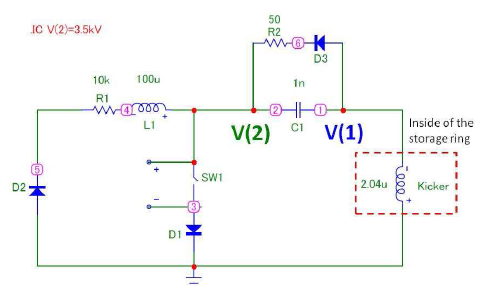 .IC V(2)=3.5kV
50
R2
6
D3
10k
100u
1n
R1
4
L1
+
2
1
C1
V(2)
V(1)
Inside of the
storage ring
5
+
SW1
2.04u
Kicker
D2
-
3
+
D1